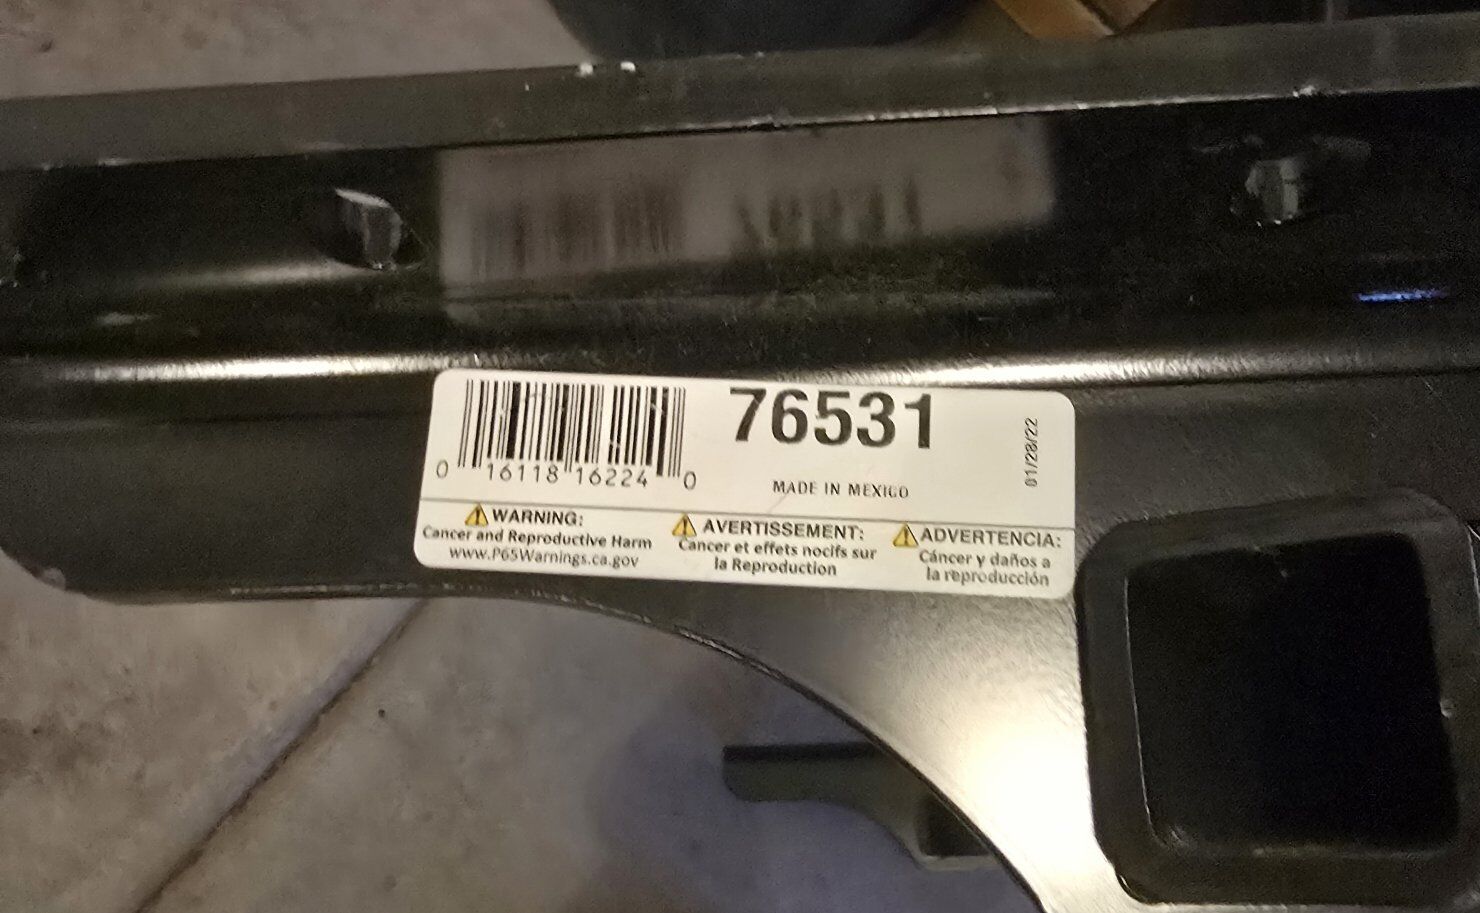 76531
0 16118 16224 0
MADE IN MEXICO
01/28/22
WARNING:
Cancer and Reproductive Harm
www.P65Warnings.ca.gov
AVERTISSEMENT:
Cancer et effets nocifs sur
la Reproduction
ADVERTENCIA:
Cáncer y daños a
la reproducción